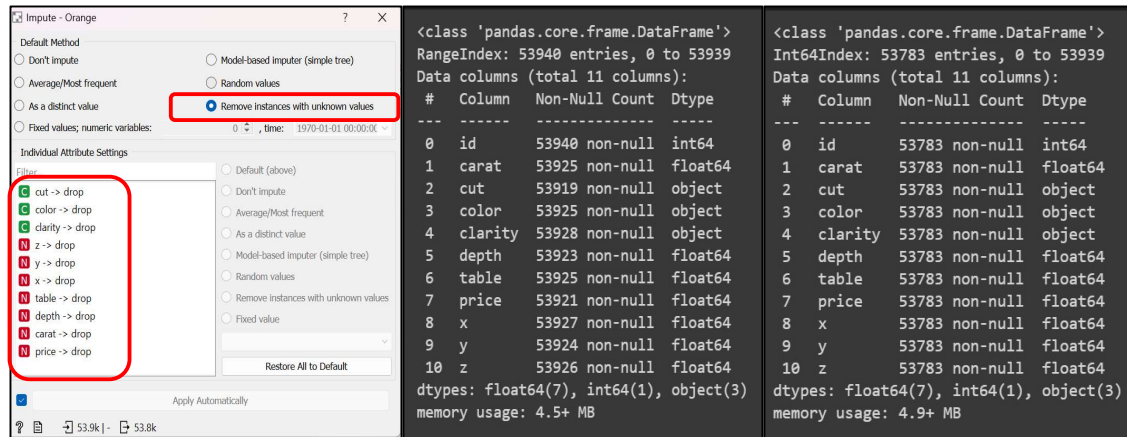 Impute - Orange ? ×
Default Method
Don't impute Model-based imputer (simple tree)
Average/Most frequent Random values
As a distinct value Remove instances with unknown values
Fixed values; numeric variables: 0 , time: 1970-01-01 00:00:00
Individual Attribute Settings
Filter...
C cut -> drop
C color -> drop
C clarity -> drop
N z -> drop
N y -> drop
N x -> drop
N table -> drop
N depth -> drop
N carat -> drop
N price -> drop
Default (above)
Don't impute
Average/Most frequent
As a distinct value
Model-based imputer (simple tree)
Random values
Remove instances with unknown values
Fixed value
Restore All to Default
Apply Automatically
? 53.9k | - 53.8k
<class 'pandas.core.frame.DataFrame'>
RangeIndex: 53940 entries, 0 to 53939
Data columns (total 11 columns):
# Column Non-Null Count Dtype
--- ------ -------------- -----
0 id 53940 non-null int64
1 carat 53925 non-null float64
2 cut 53919 non-null object
3 color 53925 non-null object
4 clarity 53928 non-null object
5 depth 53923 non-null float64
6 table 53925 non-null float64
7 price 53921 non-null float64
8 x 53927 non-null float64
9 y 53924 non-null float64
10 z 53926 non-null float64
dtypes: float64(7), int64(1), object(3)
memory usage: 4.5+ MB
<class 'pandas.core.frame.DataFrame'>
Int64Index: 53783 entries, 0 to 53939
Data columns (total 11 columns):
# Column Non-Null Count Dtype
--- ------ -------------- -----
0 id 53783 non-null int64
1 carat 53783 non-null float64
2 cut 53783 non-null object
3 color 53783 non-null object
4 clarity 53783 non-null object
5 depth 53783 non-null float64
6 table 53783 non-null float64
7 price 53783 non-null float64
8 x 53783 non-null float64
9 y 53783 non-null float64
10 z 53783 non-null float64
dtypes: float64(7), int64(1), object(3)
memory usage: 4.9+ MB